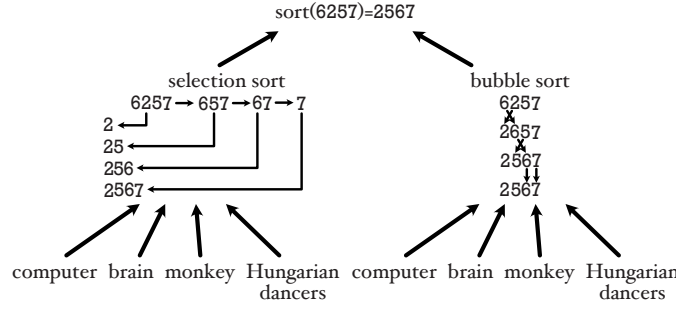 sort(6257)=2567
selection sort
6257 657 67 7
2
25
256
2567
bubble sort
6257
2657
2567
2567
computer brain monkey Hungarian dancers
computer brain monkey Hungarian dancers